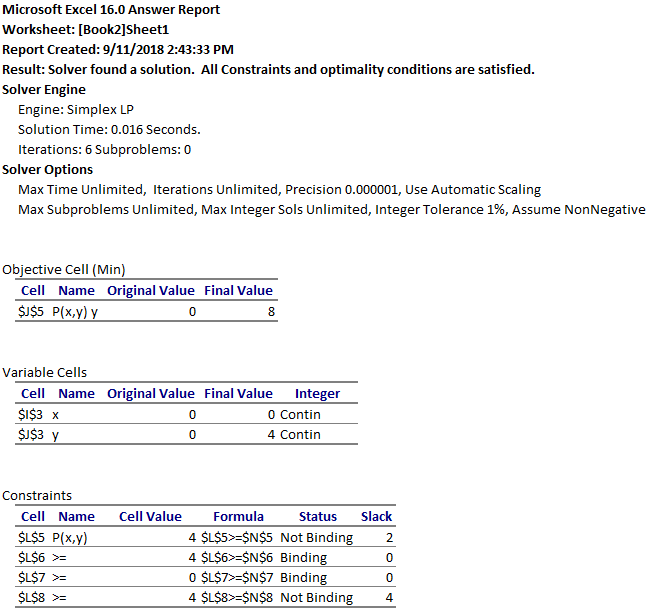 Microsoft Excel 16.0 Answer Report
Worksheet: [Book2]Sheet1
Report Created: 9/11/2018 2:43:33 PM
Result: Solver found a solution.  All Constraints and optimality conditions are satisfied.
Solver Engine
Engine: Simplex LP
Solution Time: 0.016 Seconds.
Iterations: 6 Subproblems: 0
Solver Options
Max Time Unlimited,  Iterations Unlimited, Precision 0.000001, Use Automatic Scaling
Max Subproblems Unlimited, Max Integer Sols Unlimited, Integer Tolerance 1%, Assume NonNegative
Objective Cell (Min)
Cell Name Original Value Final Value
$J$5 P(x,y) y 0 8
Variable Cells
Cell Name Original Value Final Value Integer
$I$3 x 0 0 Contin
$J$3 y 0 4 Contin
Constraints
Cell Name Cell Value Formula Status Slack
$L$5 P(x,y) 4 $L$5>=$N$5 Not Binding 2
$L$6 >= 4 $L$6>=$N$6 Binding 0
$L$7 >= 0 $L$7>=$N$7 Binding 0
$L$8 >= 4 $L$8>=$N$8 Not Binding 4